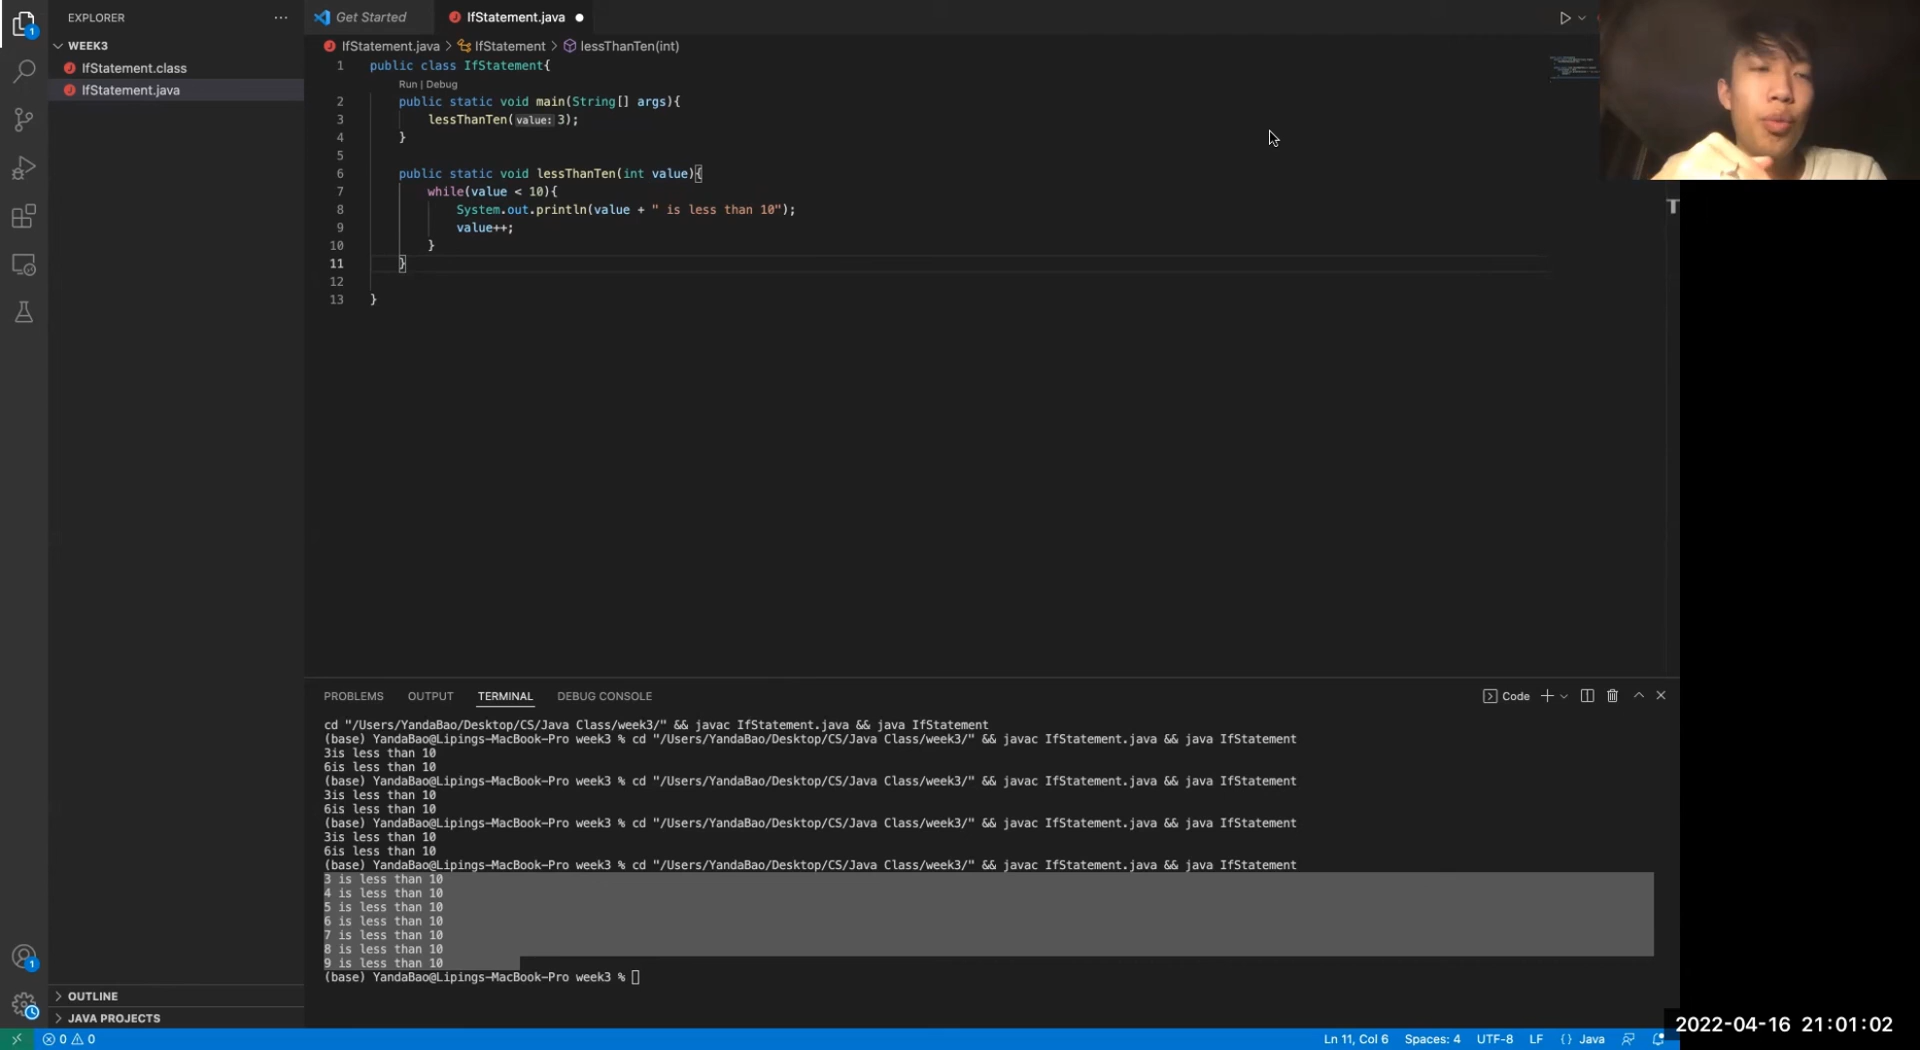 EXPLORER
WEEK3
IfStatement.class
IfStatement.java
OUTLINE
JAVA PROJECTS
Get Started
IfStatement.java
IfStatement.java > IfStatement > lessThanTen(int)
1 public class IfStatement{
Run | Debug
2 public static void main(String[] args){
3 lessThanTen(value: 3);
4 }
5
6 public static void lessThanTen(int value){
7 while(value < 10){
8 System.out.println(value + " is less than 10");
9 value++;
10 }
11 }
12
13 }
T
PROBLEMS OUTPUT TERMINAL DEBUG CONSOLE
Code
cd "/Users/YandaBao/Desktop/CS/Java Class/week3/" && javac IfStatement.java && java IfStatement
(base) YandaBao@Lipings-MacBook-Pro week3 % cd "/Users/YandaBao/Desktop/CS/Java Class/week3/" && javac IfStatement.java && java IfStatement
3is less than 10
6is less than 10
(base) YandaBao@Lipings-MacBook-Pro week3 % cd "/Users/YandaBao/Desktop/CS/Java Class/week3/" && javac IfStatement.java && java IfStatement
3is less than 10
6is less than 10
(base) YandaBao@Lipings-MacBook-Pro week3 % cd "/Users/YandaBao/Desktop/CS/Java Class/week3/" && javac IfStatement.java && java IfStatement
3is less than 10
6is less than 10
(base) YandaBao@Lipings-MacBook-Pro week3 % cd "/Users/YandaBao/Desktop/CS/Java Class/week3/" && javac IfStatement.java && java IfStatement
3 is less than 10
4 is less than 10
5 is less than 10
6 is less than 10
7 is less than 10
8 is less than 10
9 is less than 10
(base) YandaBao@Lipings-MacBook-Pro week3 %
1
1
0 0
Ln 11, Col 6 Spaces: 4 UTF-8 LF {} Java
2022-04-16 21:01:02